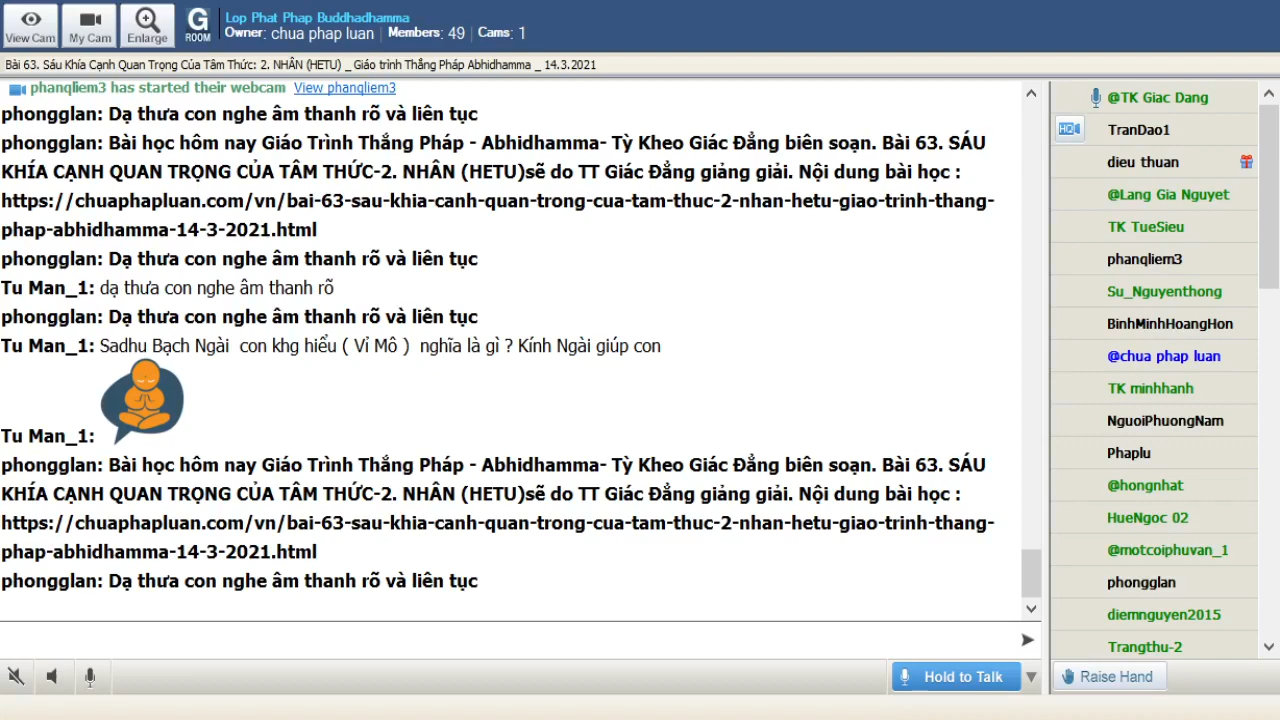 View Cam
My Cam
Enlarge
G
ROOM
Lop Phat Phap Buddhadhamma
Owner: chua phap luan | Members: 49 | Cams: 1
Bài 63. Sáu Khía Cạnh Quan Trọng Của Tâm Thức: 2. NHÂN (HETU) _ Giáo trình Thắng Pháp Abhidhamma _ 14.3.2021
phanqliem3 has started their webcam View phanqliem3
phongglan: Dạ thưa con nghe âm thanh rõ và liên tục
phongglan: Bài học hôm nay Giáo Trình Thắng Pháp - Abhidhamma- Tỳ Kheo Giác Đẳng biên soạn. Bài 63. SÁU
KHÍA CẠNH QUAN TRỌNG CỦA TÂM THỨC-2. NHÂN (HETU)sẽ do TT Giác Đẳng giảng giải. Nội dung bài học :
https://chuaphapluan.com/vn/bai-63-sau-khia-canh-quan-trong-cua-tam-thuc-2-nhan-hetu-giao-trinh-thang-
phap-abhidhamma-14-3-2021.html
phongglan: Dạ thưa con nghe âm thanh rõ và liên tục
Tu Man_1: dạ thưa con nghe âm thanh rõ
phongglan: Dạ thưa con nghe âm thanh rõ và liên tục
Tu Man_1: Sadhu Bạch Ngài con khg hiểu ( Vỉ Mô ) nghĩa là gì ? Kính Ngài giúp con
Tu Man_1:
phongglan: Bài học hôm nay Giáo Trình Thắng Pháp - Abhidhamma- Tỳ Kheo Giác Đẳng biên soạn. Bài 63. SÁU
KHÍA CẠNH QUAN TRỌNG CỦA TÂM THỨC-2. NHÂN (HETU)sẽ do TT Giác Đẳng giảng giải. Nội dung bài học :
https://chuaphapluan.com/vn/bai-63-sau-khia-canh-quan-trong-cua-tam-thuc-2-nhan-hetu-giao-trinh-thang-
phap-abhidhamma-14-3-2021.html
phongglan: Dạ thưa con nghe âm thanh rõ và liên tục
Hold to Talk
@TK Giac Dang
HQ
TranDao1
dieu thuan
@Lang Gia Nguyet
TK TueSieu
phanqliem3
Su_Nguyenthong
BinhMinhHoangHon
@chua phap luan
TK minhhanh
NguoiPhuongNam
Phaplu
@hongnhat
HueNgoc 02
@motcoiphuvan_1
phongglan
diemnguyen2015
Trangthu-2
Raise Hand